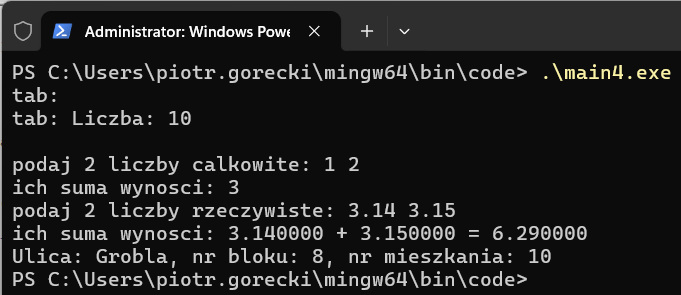 Administrator: Windows Powe
PS C:\Users\piotr.gorecki\mingw64\bin\code> .\main4.exe
tab:
tab: Liczba: 10
podaj 2 liczby calkowite: 1 2
ich suma wynosci: 3
podaj 2 liczby rzeczywiste: 3.14 3.15
ich suma wynosci: 3.140000 + 3.150000 = 6.290000
Ulica: Grobla, nr bloku: 8, nr mieszkania: 10
PS C:\Users\piotr.gorecki\mingw64\bin\code>